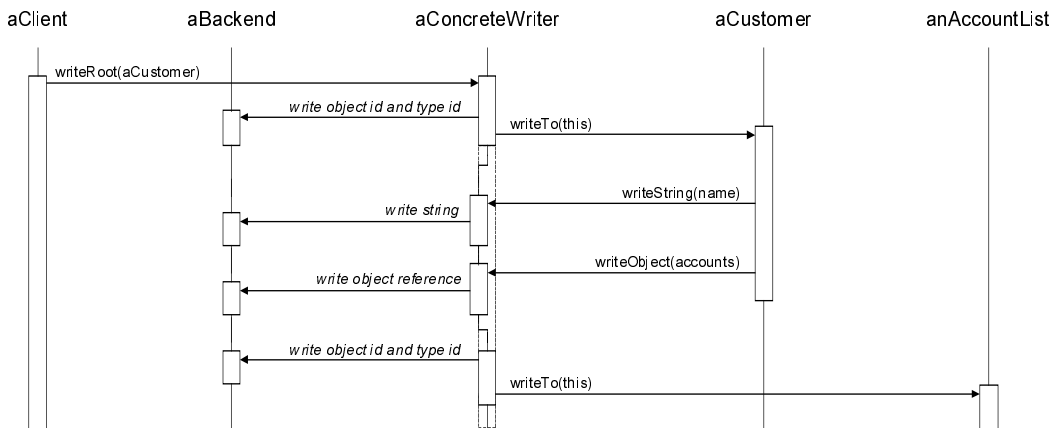 aClient aBackend aConcreteWriter aCustomer anAccountList
writeRoot(aCustomer)
write object id and type id
writeTo(this)
writeString(name)
write string
writeObject(accounts)
write object reference
write object id and type id
writeTo(this)